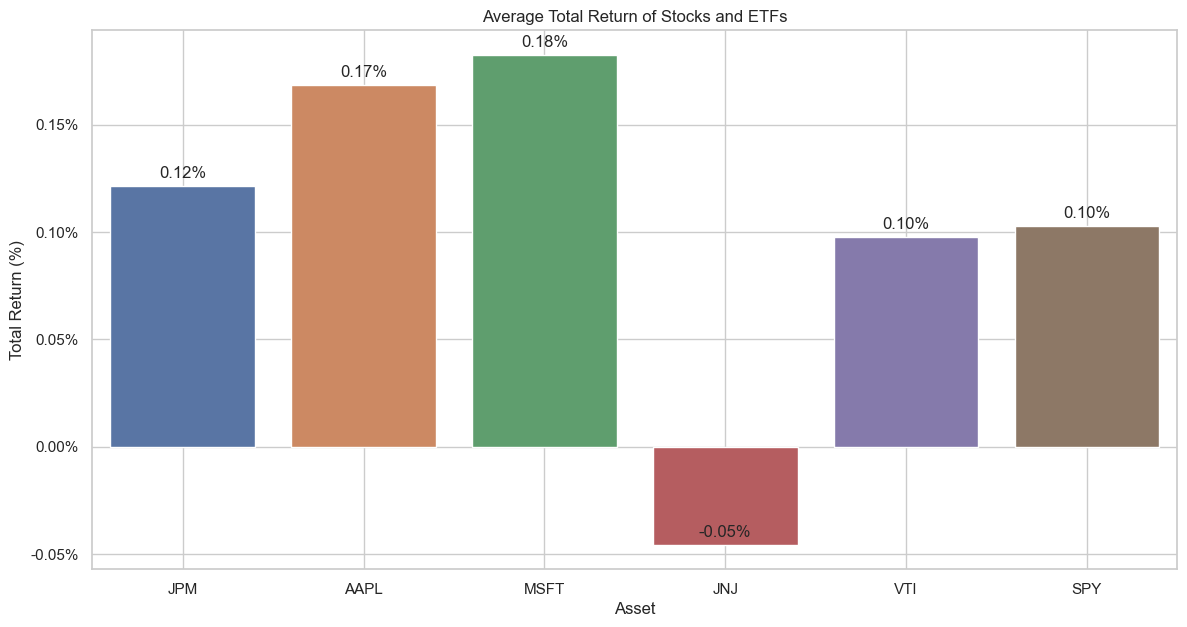 Average Total Return of Stocks and ETFs
0.18%
0.17%
0.12%
0.10%
0.10%
-0.05%
0.15%
0.10%
0.05%
0.00%
-0.05%
Total Return (%)
JPM AAPL MSFT JNJ VTI SPY
Asset